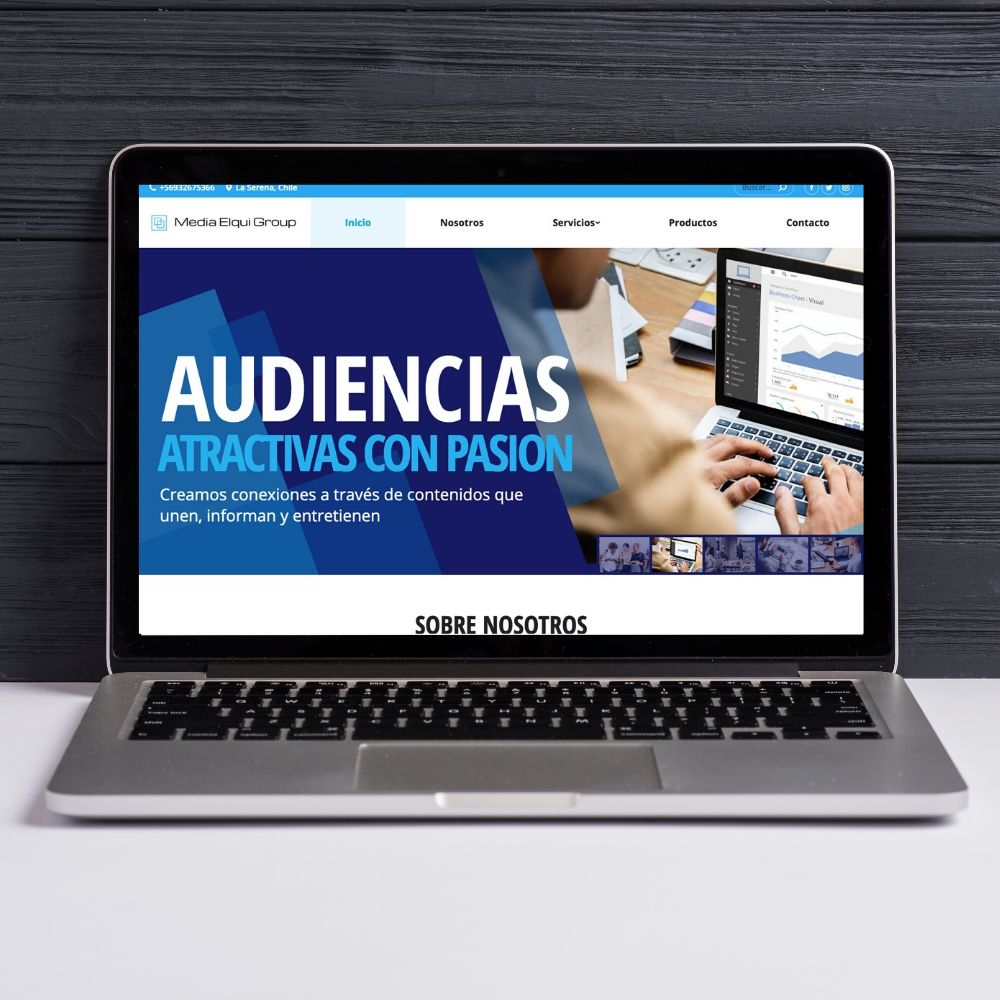 +56932675366 La Serena, Chile Buscar...
Media Elqui Group Inicio Nosotros Servicios Productos Contacto
AUDIENCIAS
ATRACTIVAS CON PASION
Creamos conexiones a través de contenidos que
unen, informan y entretienen
Business Chart - Visual
SOBRE NOSOTROS